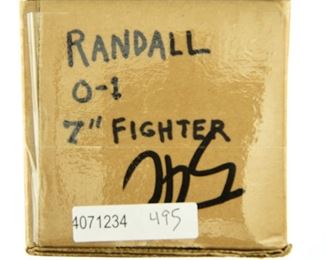 RANDALL
O-1
7" FIGHTER
4071234 495